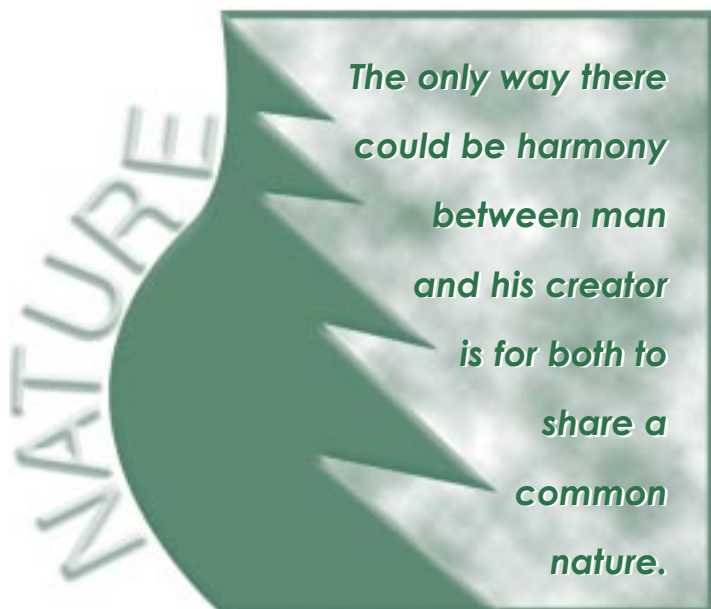 NATURE
The only way there
could be harmony
between man
and his creator
is for both to
share a
common
nature.